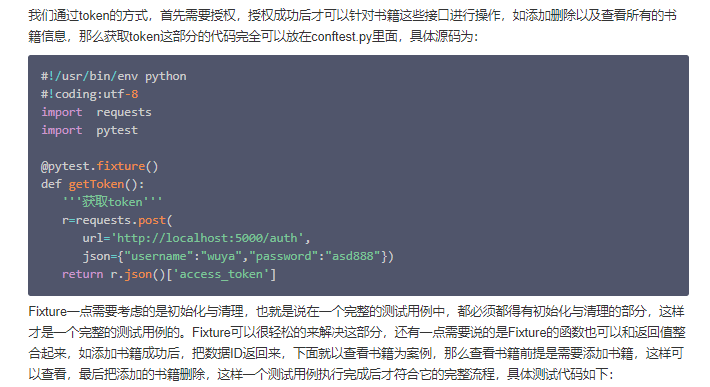 我们通过token的方式，首先需要授权，授权成功后才可以针对书籍这些接口进行操作，如添加删除以及查看所有的书
籍信息，那么获取token这部分的代码完全可以放在conftest.py里面，具体源码为：
#!/usr/bin/env python
#!coding:utf-8
import  requests
import  pytest
@pytest.fixture()
def getToken():
   '''获取token'''
   r=requests.post(
      url='http://localhost:5000/auth',
      json={"username":"wuya","password":"asd888"})
   return r.json()['access_token']
Fixture一点需要考虑的是初始化与清理，也就是说在一个完整的测试用例中，都必须都得有初始化与清理的部分，这样
才是一个完整的测试用例的。Fixture可以很轻松的来解决这部分，还有一点需要说的是Fixture的函数也可以和返回值整
合起来，如添加书籍成功后，把数据ID返回来，下面就以查看书籍为案例，那么查看书籍前提是需要添加书籍，这样可
以查看，最后把添加的书籍删除，这样一个测试用例执行完成后才符合它的完整流程，具体测试代码如下：